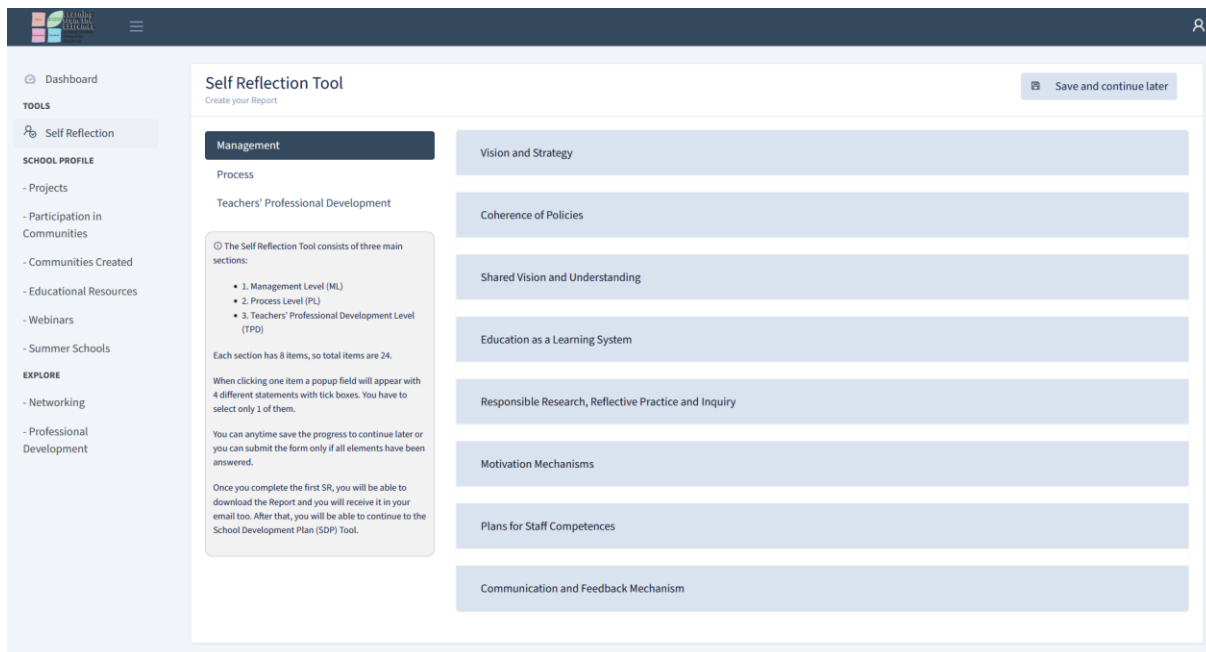 Learning
from the
Extremes
Dashboard
TOOLS
Self Reflection
SCHOOL PROFILE
- Projects
- Participation in
Communities
- Communities Created
- Educational Resources
- Webinars
- Summer Schools
EXPLORE
- Networking
- Professional
Development
Self Reflection Tool
Create your Report
Save and continue later
Management
Process
Teachers' Professional Development
The Self Reflection Tool consists of three main
sections:
• 1. Management Level (ML)
• 2. Process Level (PL)
• 3. Teachers' Professional Development Level
(TPD)
Each section has 8 items, so total items are 24.
When clicking one item a popup field will appear with
4 different statements with tick boxes. You have to
select only 1 of them.
You can anytime save the progress to continue later or
you can submit the form only if all elements have been
answered.
Once you complete the first SR, you will be able to
download the Report and you will receive it in your
email too. After that, you will be able to continue to the
School Development Plan (SDP) Tool.
Vision and Strategy
Coherence of Policies
Shared Vision and Understanding
Education as a Learning System
Responsible Research, Reflective Practice and Inquiry
Motivation Mechanisms
Plans for Staff Competences
Communication and Feedback Mechanism